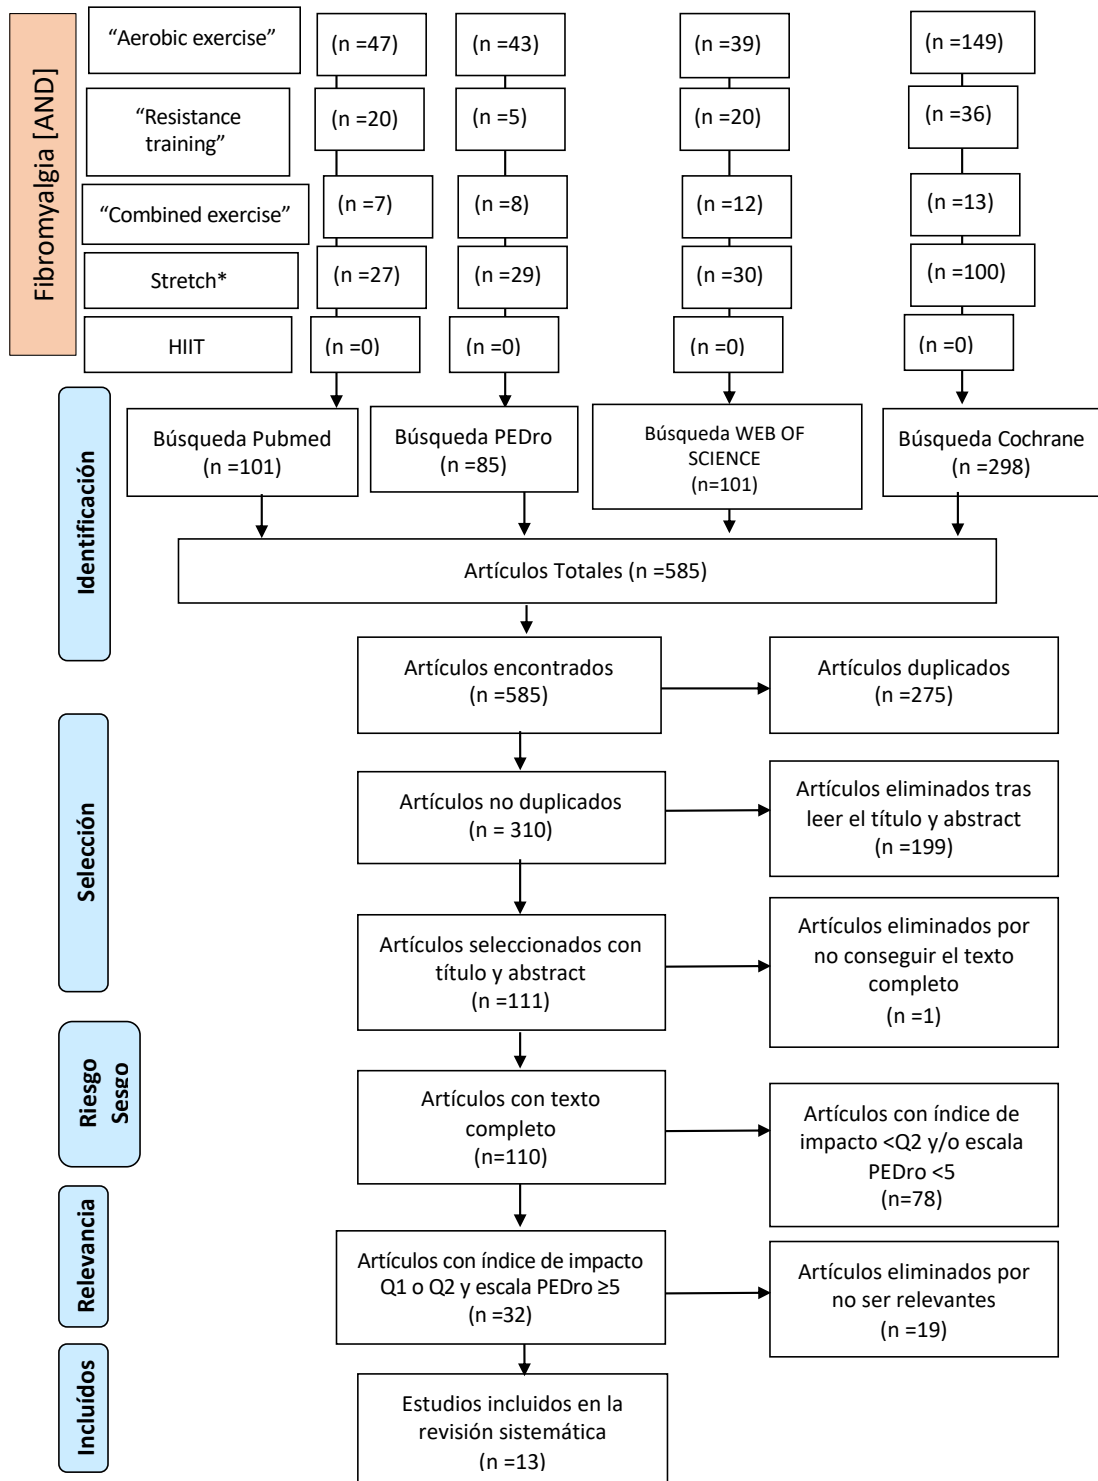 Fibromyalgia [AND]
“Aerobic exercise”
(n =47)
(n =43)
(n =39)
(n =149)
“Resistance
training”
(n =20)
(n =5)
(n =20)
(n =36)
“Combined exercise”
(n =7)
(n =8)
(n =12)
(n =13)
Stretch*
(n =27)
(n =29)
(n =30)
(n =100)
HIIT
(n =0)
(n =0)
(n =0)
(n =0)
Identificación
Búsqueda Pubmed
(n =101)
Búsqueda PEDro
(n =85)
Búsqueda WEB OF
SCIENCE
(n=101)
Búsqueda Cochrane
(n =298)
Artículos Totales (n =585)
Artículos encontrados
(n =585)
Artículos duplicados
(n =275)
Selección
Artículos no duplicados
(n = 310)
Artículos eliminados tras
leer el título y abstract
(n =199)
Artículos seleccionados con
título y abstract
(n =111)
Artículos eliminados por
no conseguir el texto
completo
(n =1)
Riesgo
Sesgo
Artículos con texto
completo
(n=110)
Artículos con índice de
impacto <Q2 y/o escala
PEDro <5
(n=78)
Relevancia
Artículos con índice de impacto
Q1 o Q2 y escala PEDro ≥5
(n =32)
Artículos eliminados por
no ser relevantes
(n =19)
Incluídos
Estudios incluidos en la
revisión sistemática
(n =13)